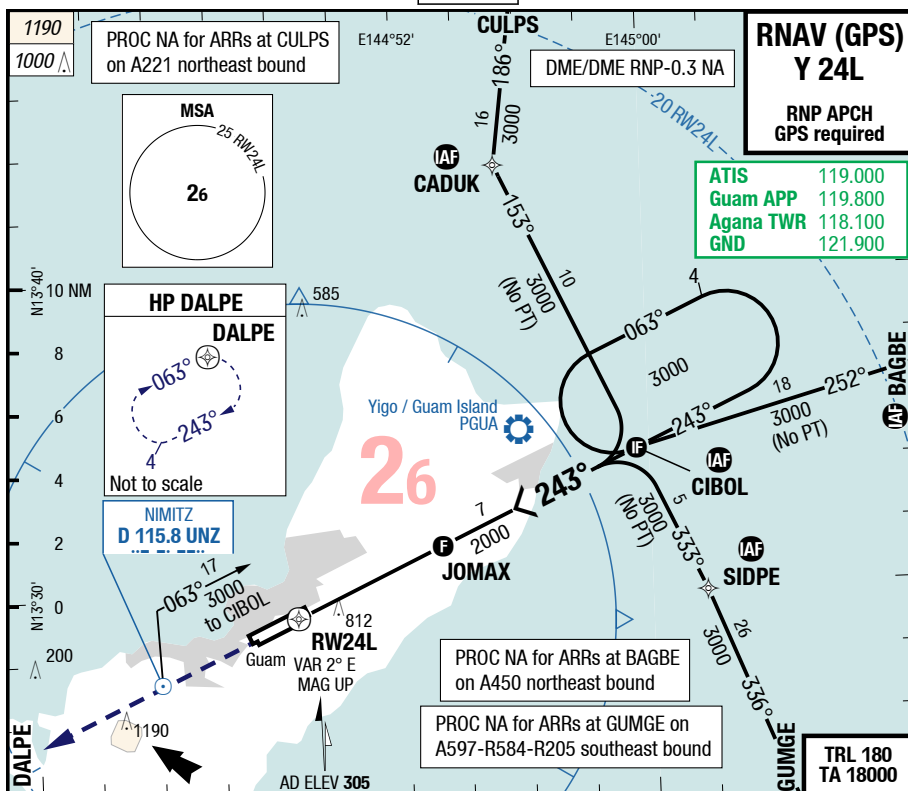 1190
1000
PROC NA for ARRs at CULPS
on A221 northeast bound
E144°52'
CULPS
E145°00'
DME/DME RNP-0.3 NA
RNAV (GPS)
Y 24L
RNP APCH
GPS required
MSA
25 RW24L
26
186°
16
3000
20 RW24L
IAF
CADUK
ATIS 119.000
Guam APP 119.800
Agana TWR 118.100
GND 121.900
153°
10
3000
(No PT)
N13°40'
10 NM
8
6
4
2
0
N13°30'
HP DALPE
DALPE
063°
243°
4
Not to scale
585
4
063°
3000
243°
18
3000
(No PT)
252°
BAGBE
IAF
Yigo / Guam Island
PGUA
26
IF
IAF
CIBOL
243°
7
2000
F
JOMAX
5
3000
(No PT)
333°
IAF
SIDPE
NIMITZ
D 115.8 UNZ
17
063°
3000
to CIBOL
812
RW24L
Guam
VAR 2° E
MAG UP
200
26
3000
336°
GUMGE
PROC NA for ARRs at BAGBE
on A450 northeast bound
PROC NA for ARRs at GUMGE on
A597-R584-R205 southeast bound
1190
DALPE
AD ELEV 305
TRL 180
TA 18000